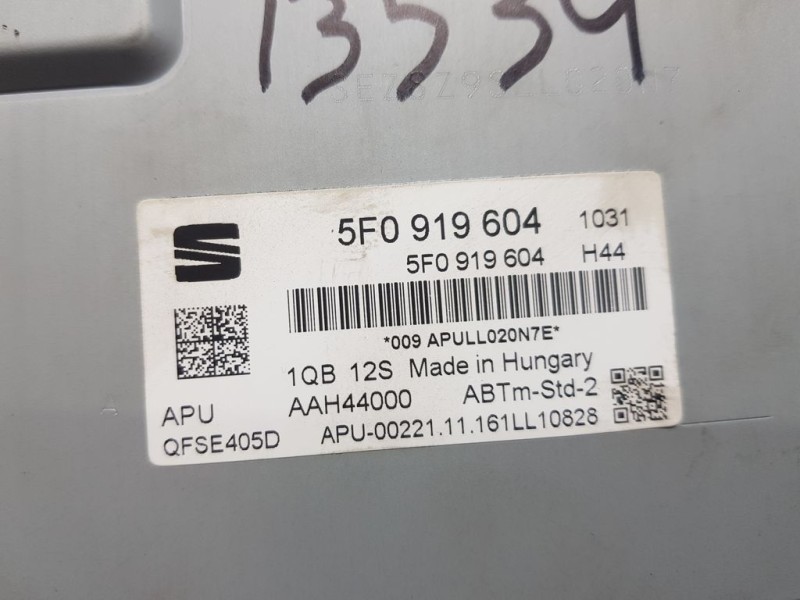 13534
5F0 919 604 1031
5F0 919 604 H44
*009 APULL020N7E*
1QB 12S Made in Hungary
APU AAH44000 ABTm-Std-2
QFSE405D APU-00221.11.161LL10828